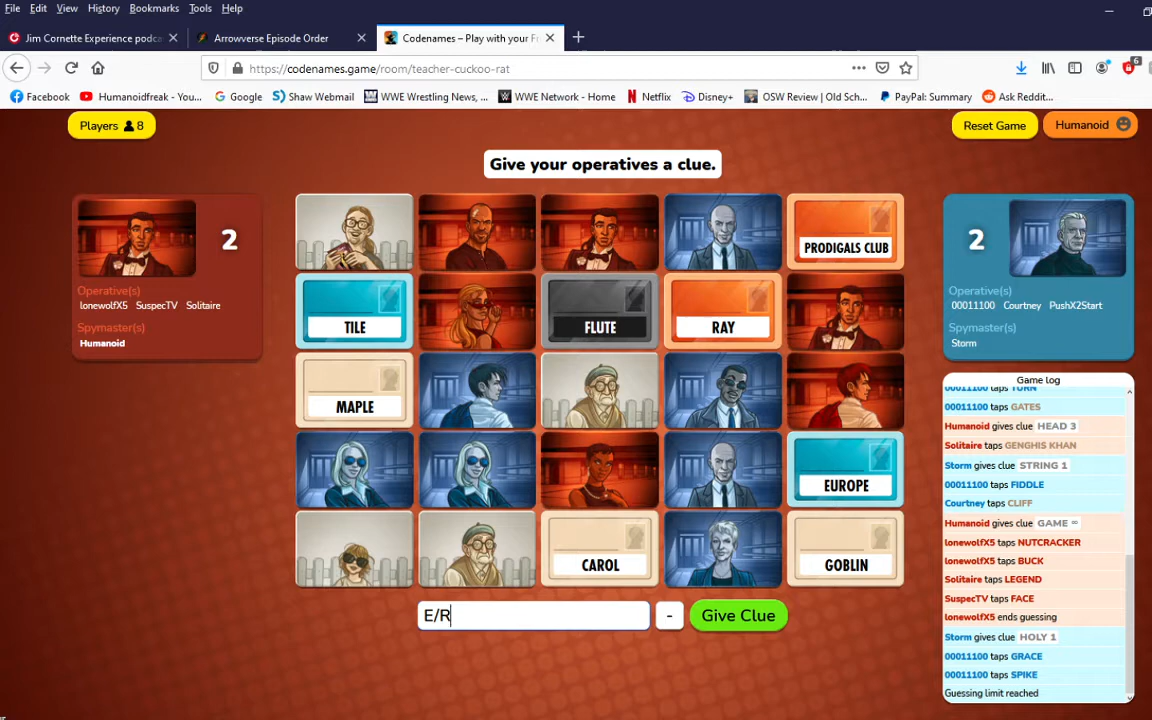 File Edit View History Bookmarks Tools Help
Jim Cornette Experience podca
Arrowverse Episode Order
Codenames – Play with your Fr
https://codenames.game/room/teacher-cuckoo-rat
6
Facebook
Humanoidfreak - You...
Google
Shaw Webmail
WWE Wrestling News, ...
WWE Network - Home
Netflix
Disney+
OSW Review | Old Sch...
PayPal: Summary
Ask Reddit...
Players 8
Reset Game
Humanoid
Give your operatives a clue.
2
Operative(s)
lonewolfX5 SuspecTV Solitaire
Spymaster(s)
Humanoid
PRODIGALS CLUB
TILE
FLUTE
RAY
MAPLE
EUROPE
CAROL
GOBLIN
E/R
-
Give Clue
2
Operative(s)
00011100 Courtney PushX2Start
Spymaster(s)
Storm
Game log
00011100 taps TURN
00011100 taps GATES
Humanoid gives clue HEAD 3
Solitaire taps GENGHIS KHAN
Storm gives clue STRING 1
00011100 taps FIDDLE
Courtney taps CLIFF
Humanoid gives clue GAME ∞
lonewolfX5 taps NUTCRACKER
lonewolfX5 taps BUCK
Solitaire taps LEGEND
SuspecTV taps FACE
lonewolfX5 ends guessing
Storm gives clue HOLY 1
00011100 taps GRACE
00011100 taps SPIKE
Guessing limit reached